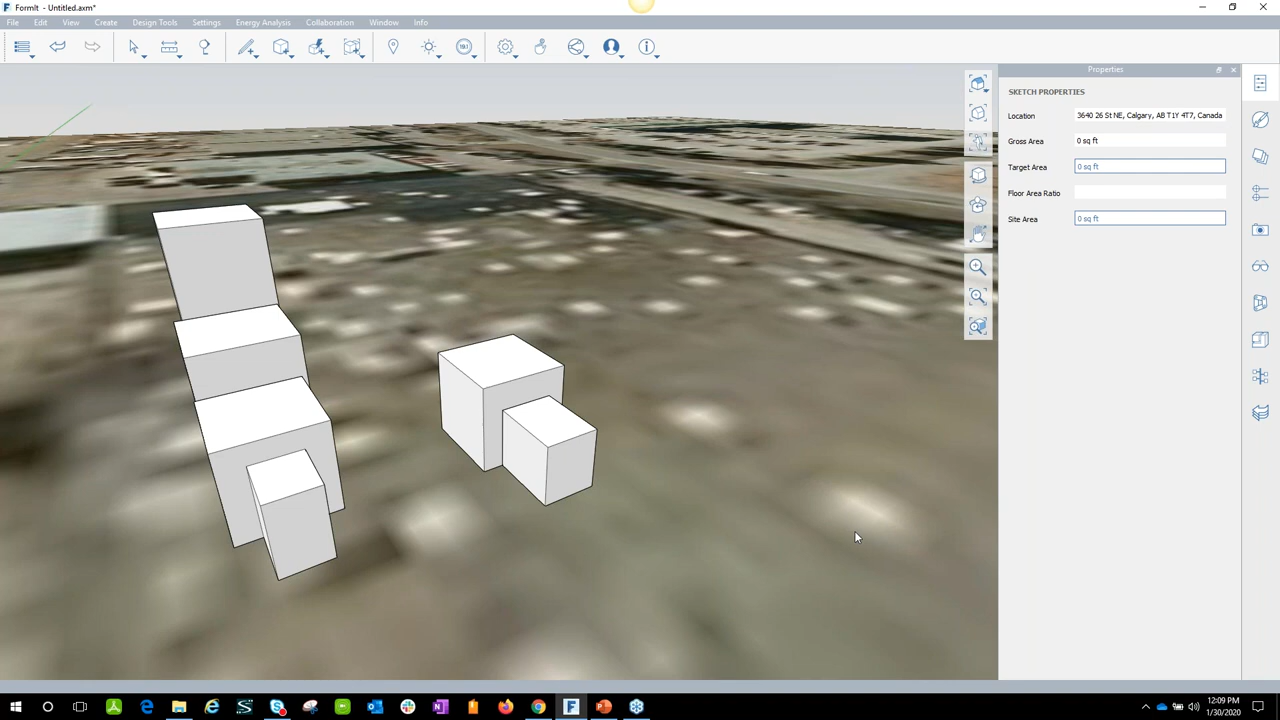 FormIt - Untitled.axm*
File Edit View Create Design Tools Settings Energy Analysis Collaboration Window Info
19.1
Properties
SKETCH PROPERTIES
Location 3640 26 St NE, Calgary, AB T1Y 4T7, Canada
Gross Area 0 sq ft
Target Area 0 sq ft
Floor Area Ratio
Site Area 0 sq ft
12:09 PM
1/30/2020